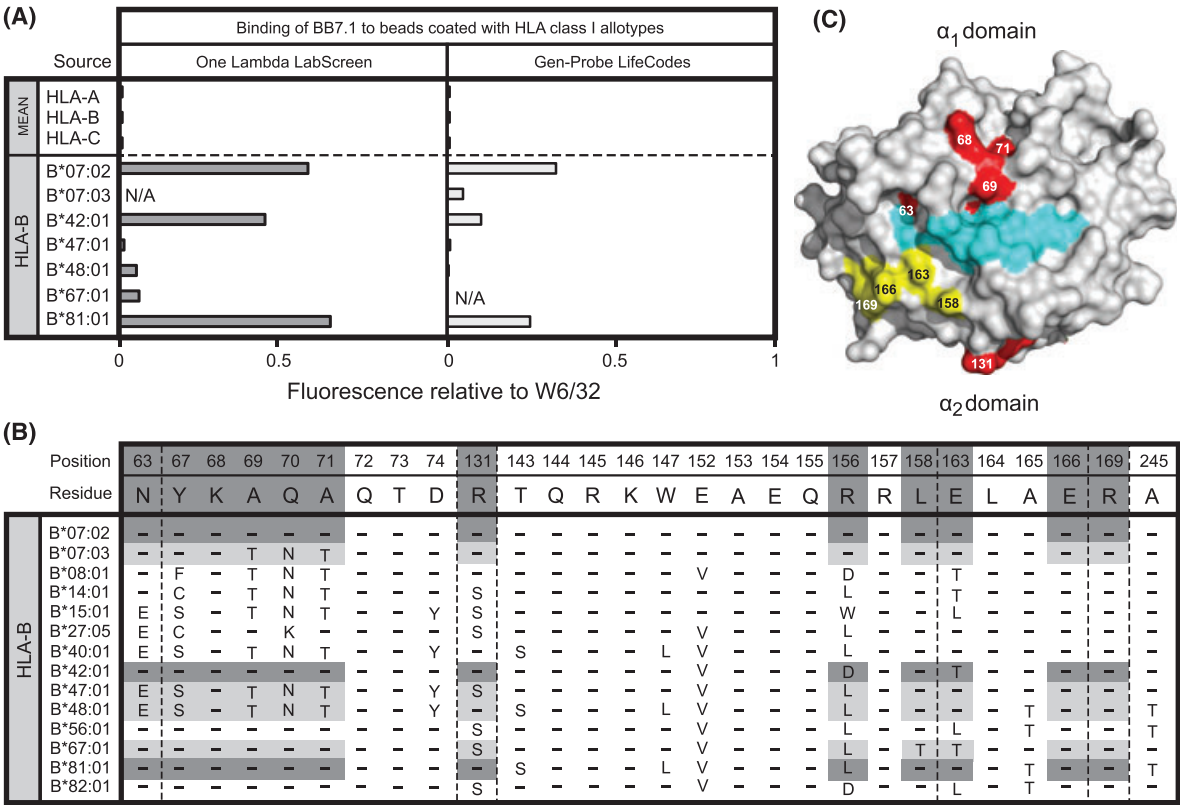 (A)
Binding of BB7.1 to beads coated with HLA class I allotypes
Source One Lambda LabScreen Gen-Probe LifeCodes
MEAN
HLA-A
HLA-B
HLA-C
HLA-B
B*07:02
B*07:03 N/A
B*42:01
B*47:01
B*48:01
B*67:01 N/A
B*81:01
0 0.5 0 0.5 1
Fluorescence relative to W6/32
(C)
α1 domain
68
71
69
63
163
166
169
158
131
α2 domain
(B)
Position 63 67 68 69 70 71 72 73 74 131 143 144 145 146 147 152 153 154 155 156 157 158 163 164 165 166 169 245
Residue N Y K A Q A Q T D R T Q R K W E A E Q R R L E L A E R A
HLA-B
B*07:02 – – – – – – – – – – – – – – – – – – – – – – – – – – – –
B*07:03 – – – T N T – – – – – – – – – – – – – – – – – – – – – –
B*08:01 – F – T N T – – – – – – – – – V – – – D – – T – – – – –
B*14:01 – C – T N T – – – S – – – – – – – – – L – – T – – – – –
B*15:01 E S – T N T – – Y S – – – – – – – – – W – – L – – – – –
B*27:05 E C – – K – – – – S – – – – – V – – – L – – – – – – – –
B*40:01 E S – T N T – – Y – S – – – L V – – – L – – – – – – – –
B*42:01 – – – – – – – – – – – – – – – V – – – D – – T – – – – –
B*47:01 E S – T N T – – Y S – – – – – V – – – L – – – – – – – –
B*48:01 E S – T N T – – Y – S – – – L V – – – L – – – – T – – T
B*56:01 – – – – – – – – – S – – – – – V – – – L – – L – T – – T
B*67:01 – – – – – – – – – S – – – – – V – – – L – T T – – – – –
B*81:01 – – – – – – – – – – S – – – L V – – – L – – – – T – – T
B*82:01 – – – – – – – – – S – – – – – V – – – D – – L – T – – –